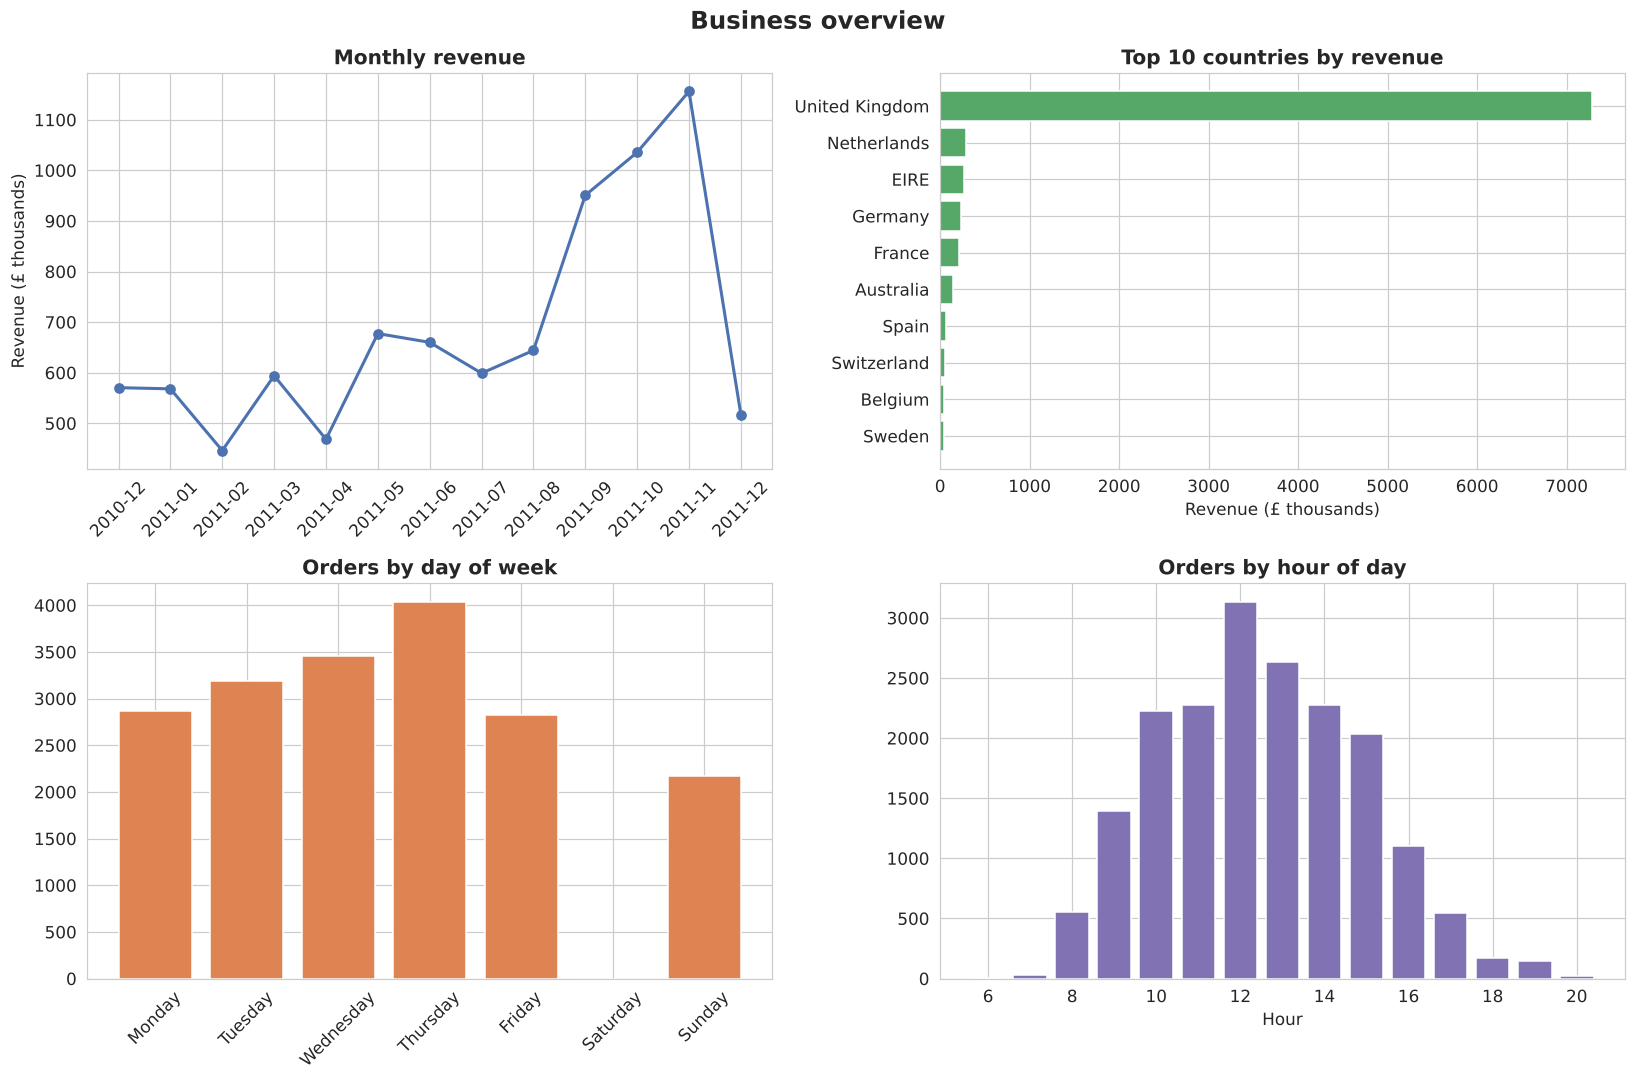 Business overview
Monthly revenue
Revenue (£ thousands)
1100
1000
900
800
700
600
500
2010-12
2011-01
2011-02
2011-03
2011-04
2011-05
2011-06
2011-07
2011-08
2011-09
2011-10
2011-11
2011-12
Top 10 countries by revenue
United Kingdom
Netherlands
EIRE
Germany
France
Australia
Spain
Switzerland
Belgium
Sweden
0 1000 2000 3000 4000 5000 6000 7000
Revenue (£ thousands)
Orders by day of week
4000
3500
3000
2500
2000
1500
1000
500
0
Monday
Tuesday
Wednesday
Thursday
Friday
Saturday
Sunday
Orders by hour of day
3000
2500
2000
1500
1000
500
0
6 8 10 12 14 16 18 20
Hour